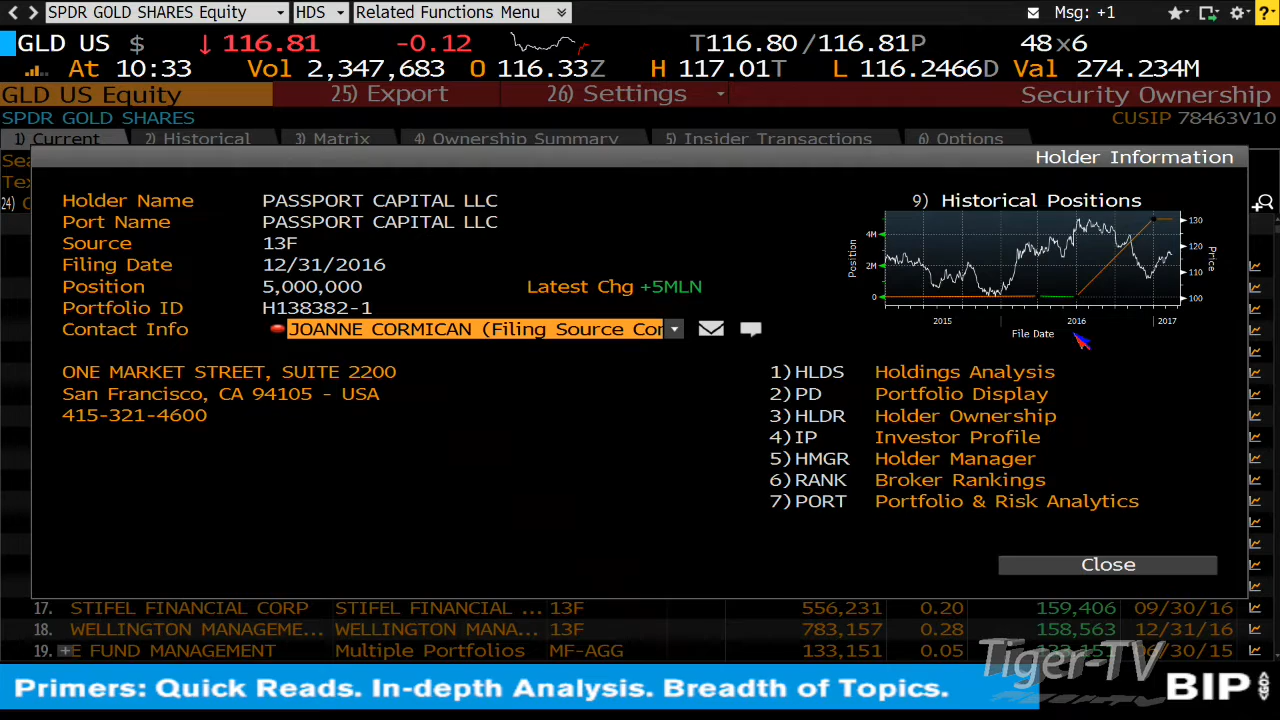 SPDR GOLD SHARES Equity HDS Related Functions Menu Msg: +1 ?
GLD US $ ↓ 116.81 -0.12 T116.80 /116.81P 48x6
At 10:33 Vol 2,347,683 O 116.33Z H 117.01T L 116.2466D Val 274.234M
GLD US Equity 25) Export 26) Settings Security Ownership
SPDR GOLD SHARES CUSIP 78463V10
1) Current 2) Historical 3) Matrix 4) Ownership Summary 5) Insider Transactions 6) Options
Holder Information
24)
Holder Name PASSPORT CAPITAL LLC 9) Historical Positions
Port Name PASSPORT CAPITAL LLC
Source 13F
Filing Date 12/31/2016
Position 5,000,000 Latest Chg +5MLN
Portfolio ID H138382-1
Contact Info JOANNE CORMICAN (Filing Source Cor
Position 4M 2M 0
130 120 110 100 Price
2015 2016 2017
File Date
ONE MARKET STREET, SUITE 2200
San Francisco, CA 94105 - USA
415-321-4600
1) HLDS Holdings Analysis
2) PD Portfolio Display
3) HLDR Holder Ownership
4) IP Investor Profile
5) HMGR Holder Manager
6) RANK Broker Rankings
7) PORT Portfolio & Risk Analytics
Close
17. STIFEL FINANCIAL CORP STIFEL FINANCIAL ... 13F 556,231 0.20 159,406 09/30/16
18. WELLINGTON MANAGEME... WELLINGTON MANA... 13F 783,157 0.28 158,563 12/31/16
19. + E FUND MANAGEMENT Multiple Portfolios MF-AGG 133,151 0.05
Tiger-TV
Primers: Quick Reads. In-depth Analysis. Breadth of Topics. BIP <GO>